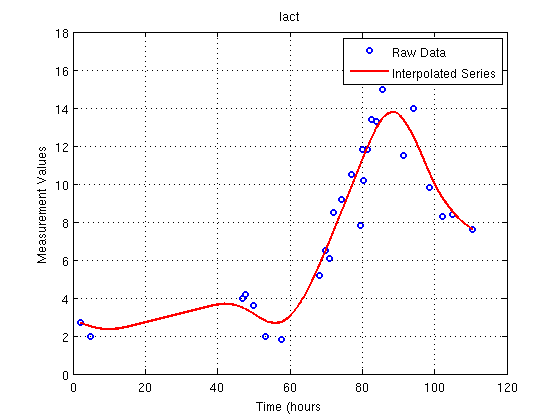 lact
18
16
14
12
10
8
6
4
2
0
Measurement Values
Raw Data
Interpolated Series
0 20 40 60 80 100 120
Time (hours